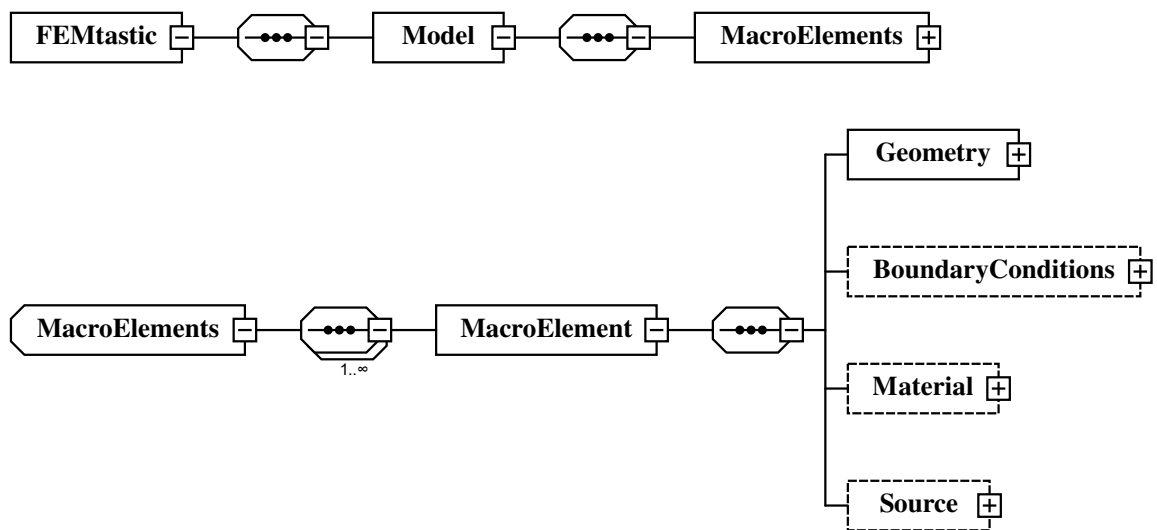 FEMtastic Model MacroElements
Geometry
BoundaryConditions
MacroElements MacroElement
1..∞
Material
Source